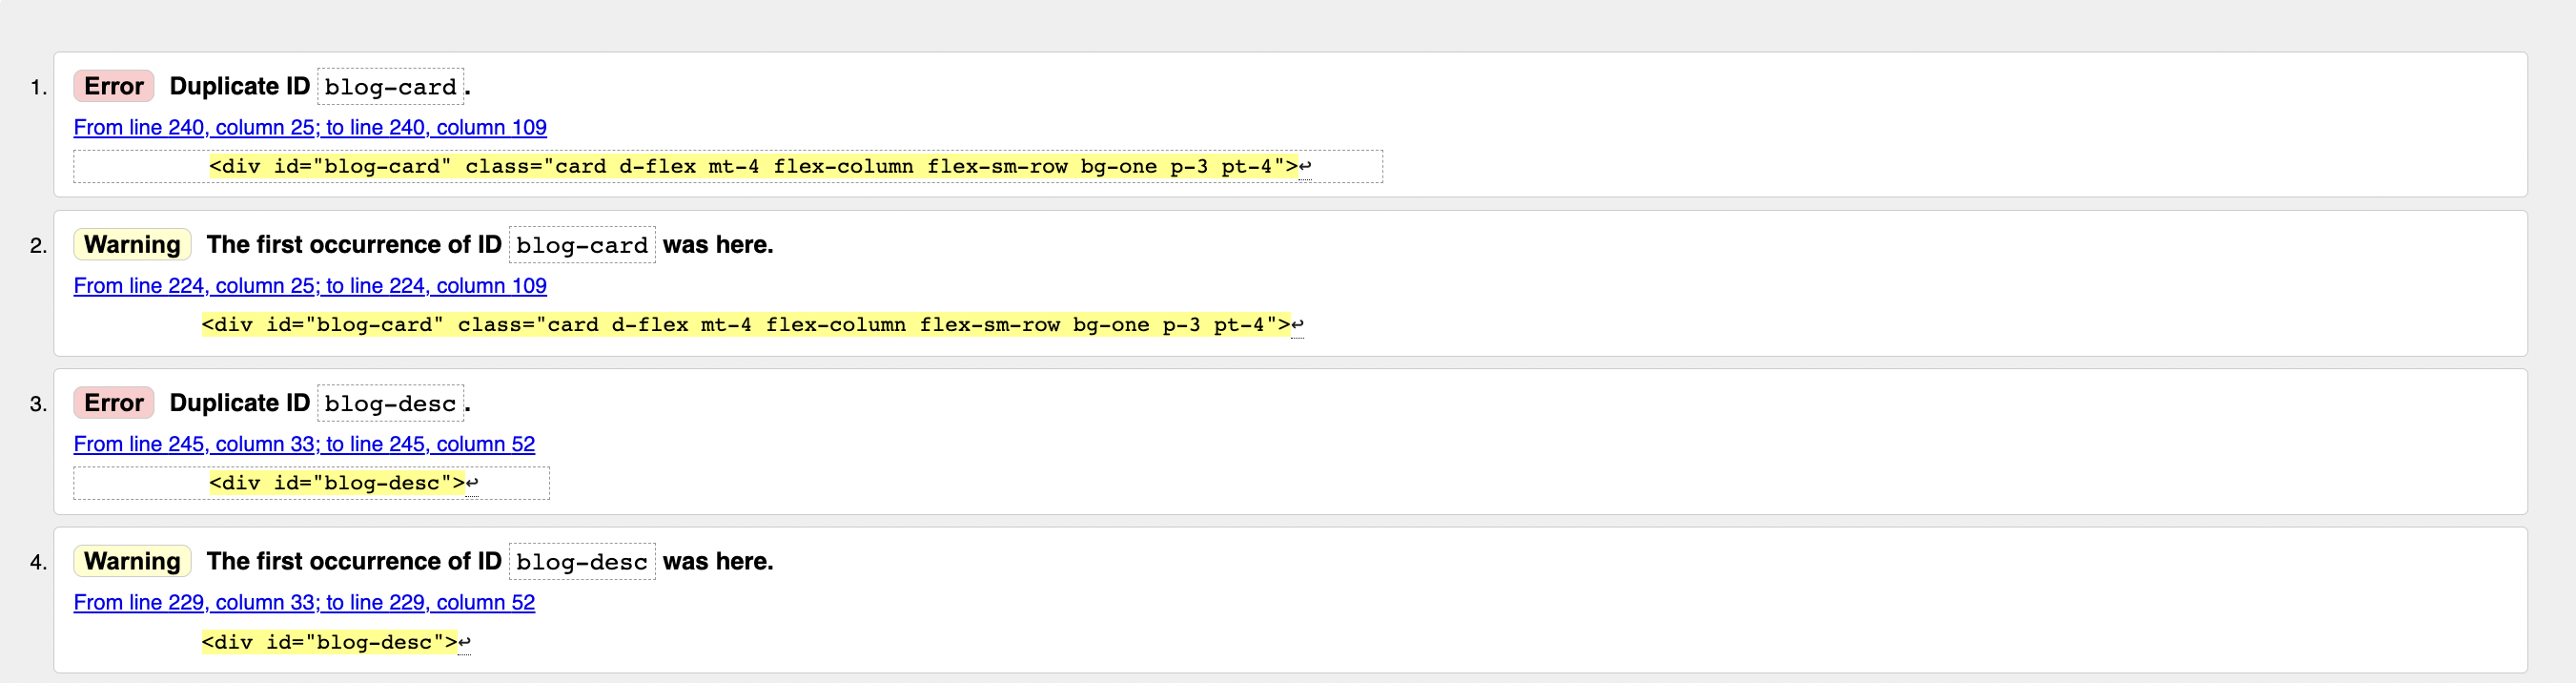 1. Error Duplicate ID blog-card.
From line 240, column 25; to line 240, column 109
<div id="blog-card" class="card d-flex mt-4 flex-column flex-sm-row bg-one p-3 pt-4">↩
2. Warning The first occurrence of ID blog-card was here.
From line 224, column 25; to line 224, column 109
<div id="blog-card" class="card d-flex mt-4 flex-column flex-sm-row bg-one p-3 pt-4">↩
3. Error Duplicate ID blog-desc.
From line 245, column 33; to line 245, column 52
<div id="blog-desc">↩
4. Warning The first occurrence of ID blog-desc was here.
From line 229, column 33; to line 229, column 52
<div id="blog-desc">↩